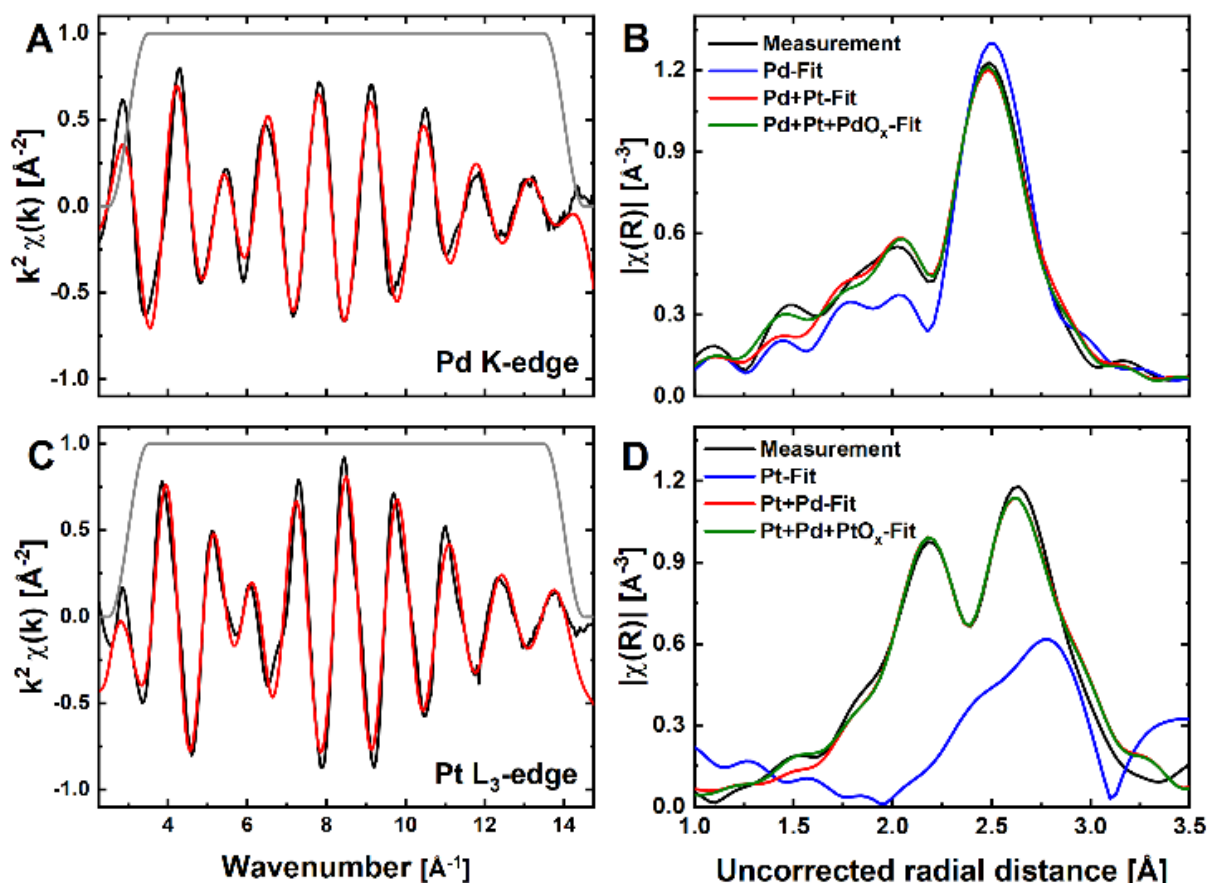 A
1.0
0.5
0.0
-0.5
-1.0
k² χ(k) [Å⁻²]
Pd K-edge
B
Measurement
Pd-Fit
Pd+Pt-Fit
Pd+Pt+PdOₓ-Fit
1.2
0.9
0.6
0.3
0.0
|χ(R)| [Å⁻³]
C
1.0
0.5
0.0
-0.5
-1.0
k² χ(k) [Å⁻²]
Pt L₃-edge
4 6 8 10 12 14
Wavenumber [Å⁻¹]
D
Measurement
Pt-Fit
Pt+Pd-Fit
Pt+Pd+PtOₓ-Fit
1.2
0.9
0.6
0.3
0.0
|χ(R)| [Å⁻³]
1.0 1.5 2.0 2.5 3.0 3.5
Uncorrected radial distance [Å]